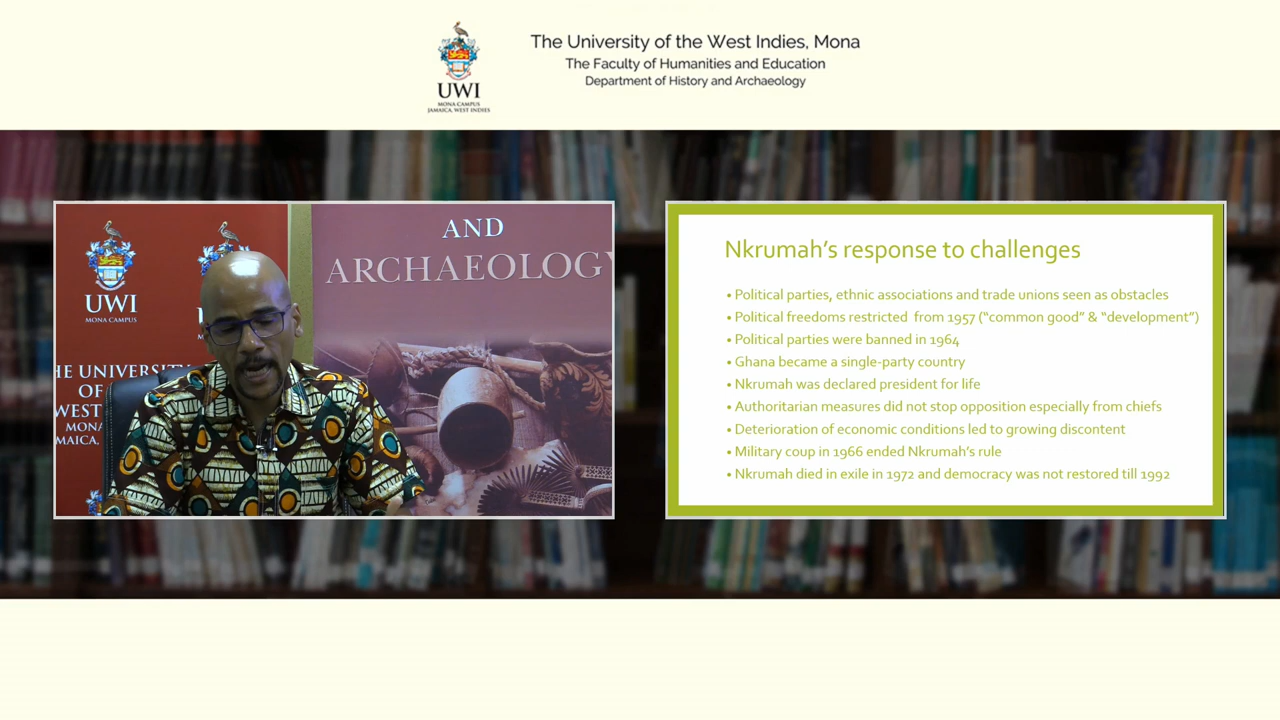 The University of the West Indies, Mona
The Faculty of Humanities and Education
Department of History and Archaeology
UWI
MONA CAMPUS
JAMAICA, WEST INDIES
UWI
MONA CAMPUS
THE UNIVERSITY
OF
WEST
MONA
MAICA,
AND
ARCHAEOLOGY
Nkrumah's response to challenges
• Political parties, ethnic associations and trade unions seen as obstacles
• Political freedoms restricted from 1957 ("common good" & "development")
• Political parties were banned in 1964
• Ghana became a single-party country
• Nkrumah was declared president for life
• Authoritarian measures did not stop opposition especially from chiefs
• Deterioration of economic conditions led to growing discontent
• Military coup in 1966 ended Nkrumah's rule
• Nkrumah died in exile in 1972 and democracy was not restored till 1992